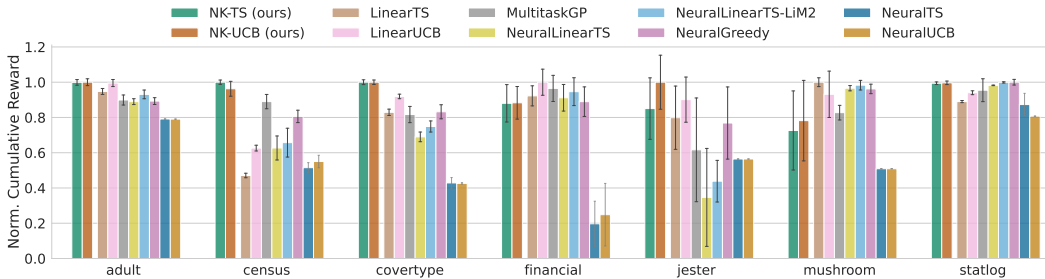 NK-TS (ours) LinearTS MultitaskGP NeuralLinearTS-LiM2 NeuralTS
NK-UCB (ours) LinearUCB NeuralLinearTS NeuralGreedy NeuralUCB
Norm. Cumulative Reward
1.2
1.0
0.8
0.6
0.4
0.2
0.0
adult census covertype financial jester mushroom statlog